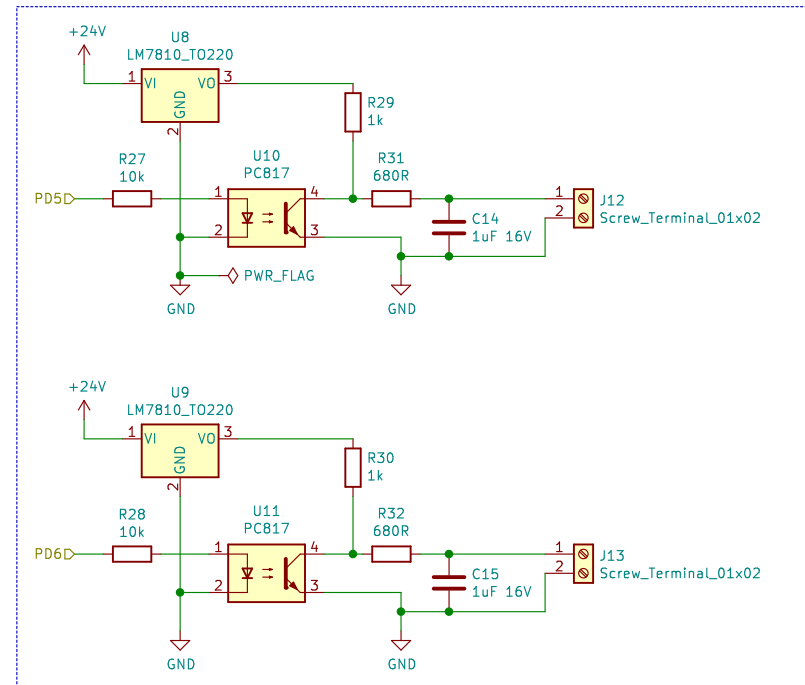 +24V
U8
LM7810_TO220
1 VI VO 3
GND
2
R29
1k
R27
10k
U10
PC817
R31
680R
PD5
1 4
2 3
C14
1uF 16V
1
2
J12
Screw_Terminal_01x02
PWR_FLAG
GND
GND
+24V
U9
LM7810_TO220
1 VI VO 3
GND
2
R30
1k
R28
10k
U11
PC817
R32
680R
PD6
1 4
2 3
C15
1uF 16V
1
2
J13
Screw_Terminal_01x02
GND
GND